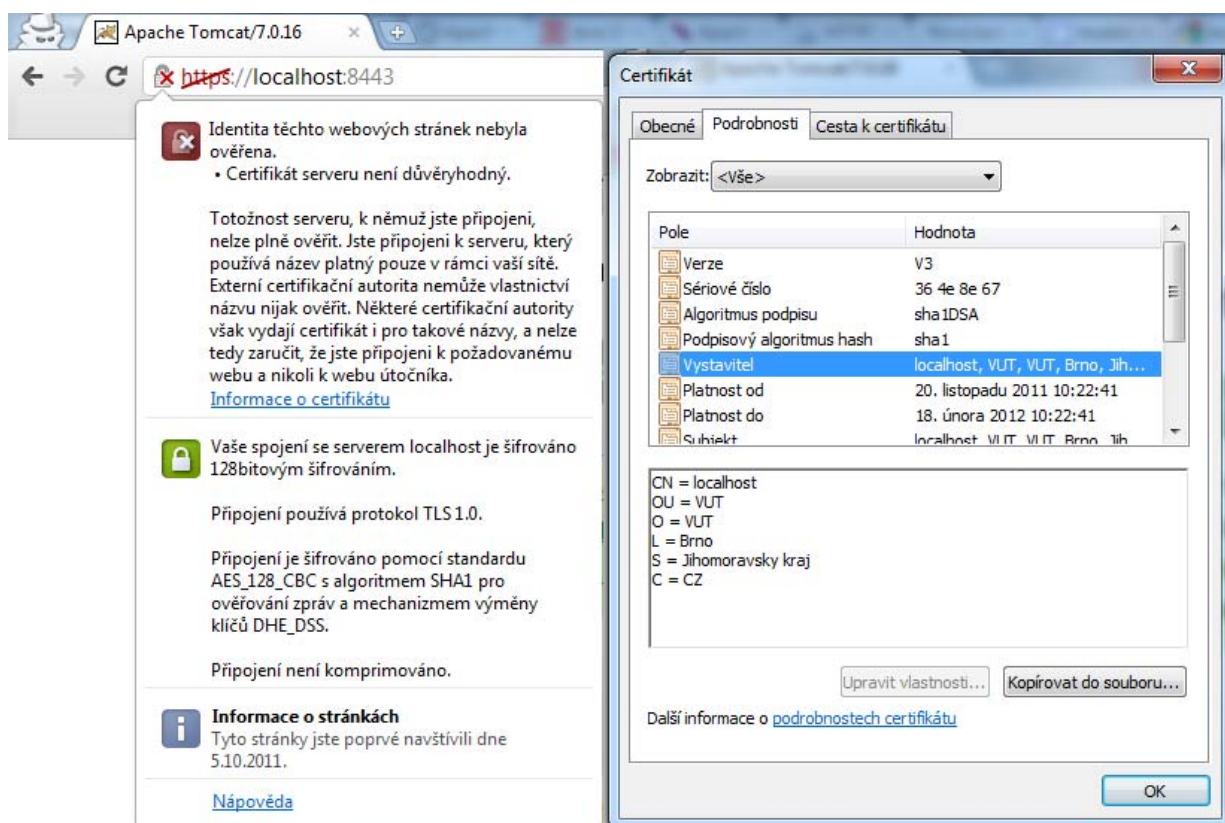 Apache Tomcat/7.0.16
https://localhost:8443
Identita těchto webových stránek nebyla
ověřena.
• Certifikát serveru není důvěryhodný.
Totožnost serveru, k němuž jste připojeni,
nelze plně ověřit. Jste připojeni k serveru, který
používá název platný pouze v rámci vaší sítě.
Externí certifikační autorita nemůže vlastnictví
názvu nijak ověřit. Některé certifikační autority
však vydají certifikát i pro takové názvy, a nelze
tedy zaručit, že jste připojeni k požadovanému
webu a nikoli k webu útočníka.
Informace o certifikátu
Vaše spojení se serverem localhost je šifrováno
128bitovým šifrováním.
Připojení používá protokol TLS 1.0.
Připojení je šifrováno pomocí standardu
AES_128_CBC s algoritmem SHA1 pro
ověřování zpráv a mechanizmem výměny
klíčů DHE_DSS.
Připojení není komprimováno.
Informace o stránkách
Tyto stránky jste poprvé navštívili dne
5.10.2011.
Nápověda
Certifikát
Obecné Podrobnosti Cesta k certifikátu
Zobrazit: <Vše>
Pole Hodnota
Verze V3
Sériové číslo 36 4e 8e 67
Algoritmus podpisu sha1DSA
Podpisový algoritmus hash sha1
Vystavitel localhost, VUT, VUT, Brno, Jih...
Platnost od 20. listopadu 2011 10:22:41
Platnost do 18. února 2012 10:22:41
Subjekt localhost, VUT, VUT, Brno, Jih
CN = localhost
OU = VUT
O = VUT
L = Brno
S = Jihomoravsky kraj
C = CZ
Upravit vlastnosti... Kopírovat do souboru...
Další informace o podrobnostech certifikátu
OK